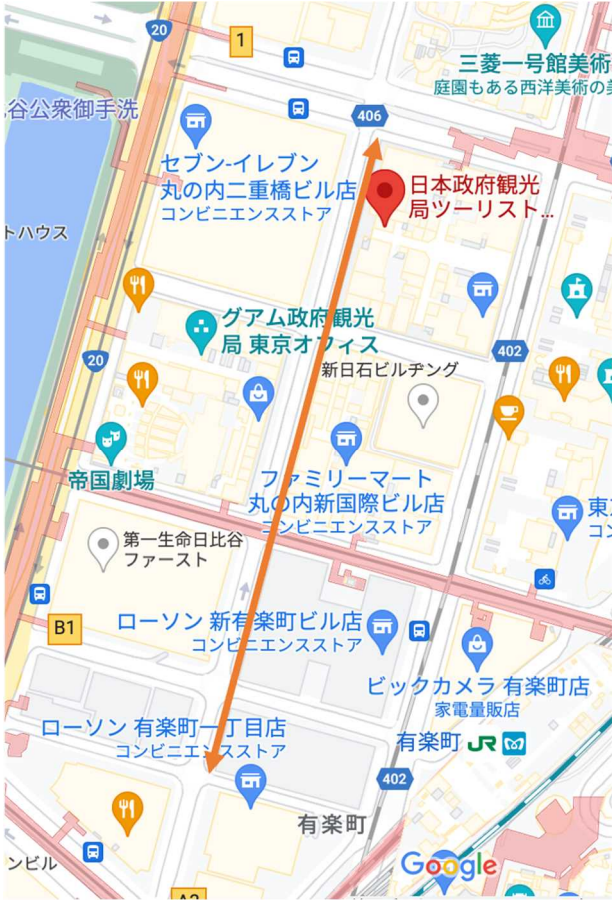 20
1
三菱一号館美術
庭園もある西洋美術の美
谷公衆御手洗
406
セブン-イレブン
丸の内二重橋ビル店
コンビニエンスストア
日本政府観光
局ツーリスト...
トハウス
グアム政府観光
局 東京オフィス
402
20
新日石ビルヂング
帝国劇場
ファミリーマート
丸の内新国際ビル店
コンビニエンスストア
東
コン
第一生命日比谷
ファースト
B1
ローソン 新有楽町ビル店
コンビニエンスストア
ビックカメラ 有楽町店
家電量販店
ローソン 有楽町一丁目店
コンビニエンスストア
有楽町 JR
402
有楽町
ンビル
Google
A3